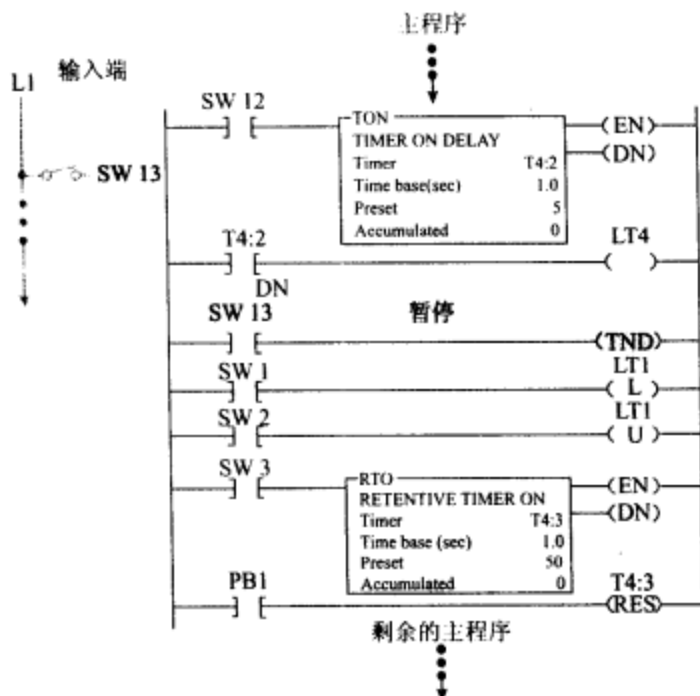 主程序
输入端
L1
SW 12
TON
TIMER ON DELAY
Timer T4:2
Time base(sec) 1.0
Preset 5
Accumulated 0
(EN)
(DN)
SW 13
T4:2
DN
LT4
SW 13
暂停
(TND)
SW 1
LT1
L
SW 2
LT1
U
SW 3
RTO
RETENTIVE TIMER ON
Timer T4:3
Time base (sec) 1.0
Preset 50
Accumulated 0
(EN)
(DN)
PB1
T4:3
(RES)
剩余的主程序